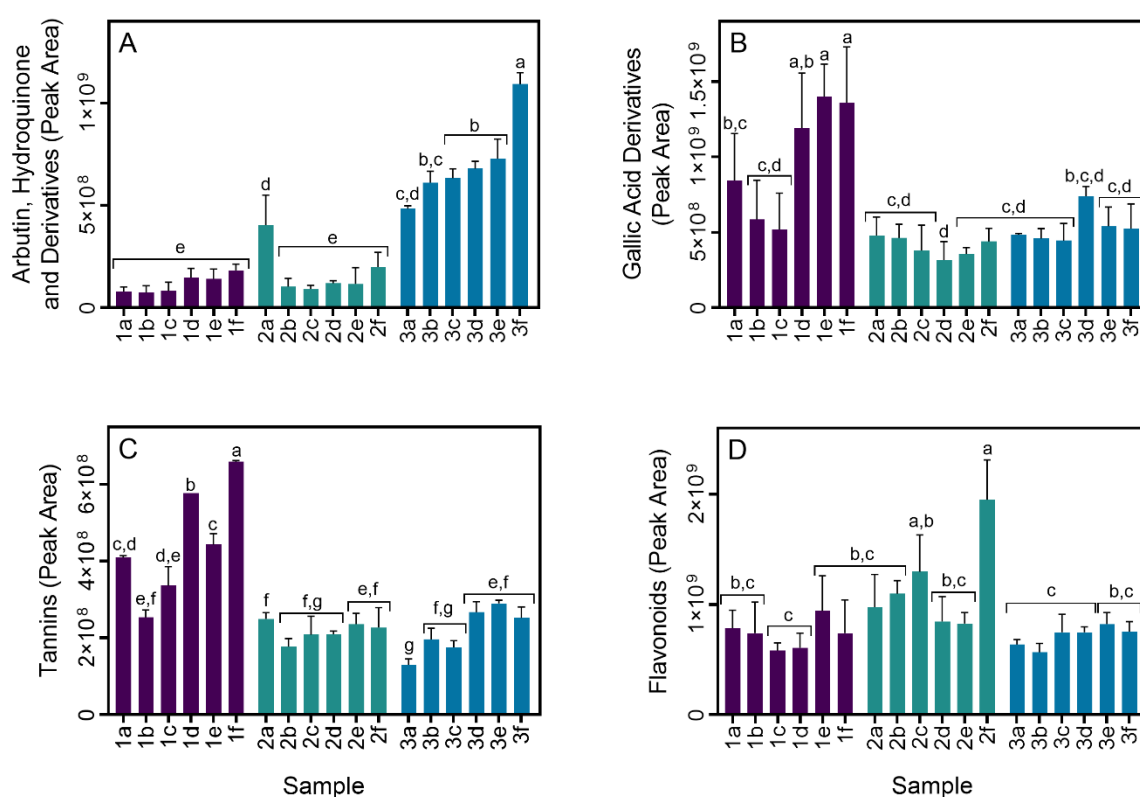 A
Arbutin, Hydroquinone
and Derivatives (Peak Area)
1×10⁹
5×10⁸
0
e
d
e
c,d
b,c
b
a
1a 1b 1c 1d 1e 1f 2a 2b 2c 2d 2e 2f 3a 3b 3c 3d 3e 3f
B
Gallic Acid Derivatives
(Peak Area)
1.5×10⁹
1×10⁹
5×10⁸
0
b,c
c,d
a,b
a
a
c,d
d
c,d
b,c,d
c,d
1a 1b 1c 1d 1e 1f 2a 2b 2c 2d 2e 2f 3a 3b 3c 3d 3e 3f
C
Tannins (Peak Area)
6×10⁸
4×10⁸
2×10⁸
0
c,d
e,f
d,e
b
c
a
f
f,g
e,f
g
f,g
e,f
1a 1b 1c 1d 1e 1f 2a 2b 2c 2d 2e 2f 3a 3b 3c 3d 3e 3f
Sample
D
Flavonoids (Peak Area)
2×10⁹
1×10⁹
0
b,c
c
b,c
a,b
b,c
a
c
b,c
1a 1b 1c 1d 1e 1f 2a 2b 2c 2d 2e 2f 3a 3b 3c 3d 3e 3f
Sample